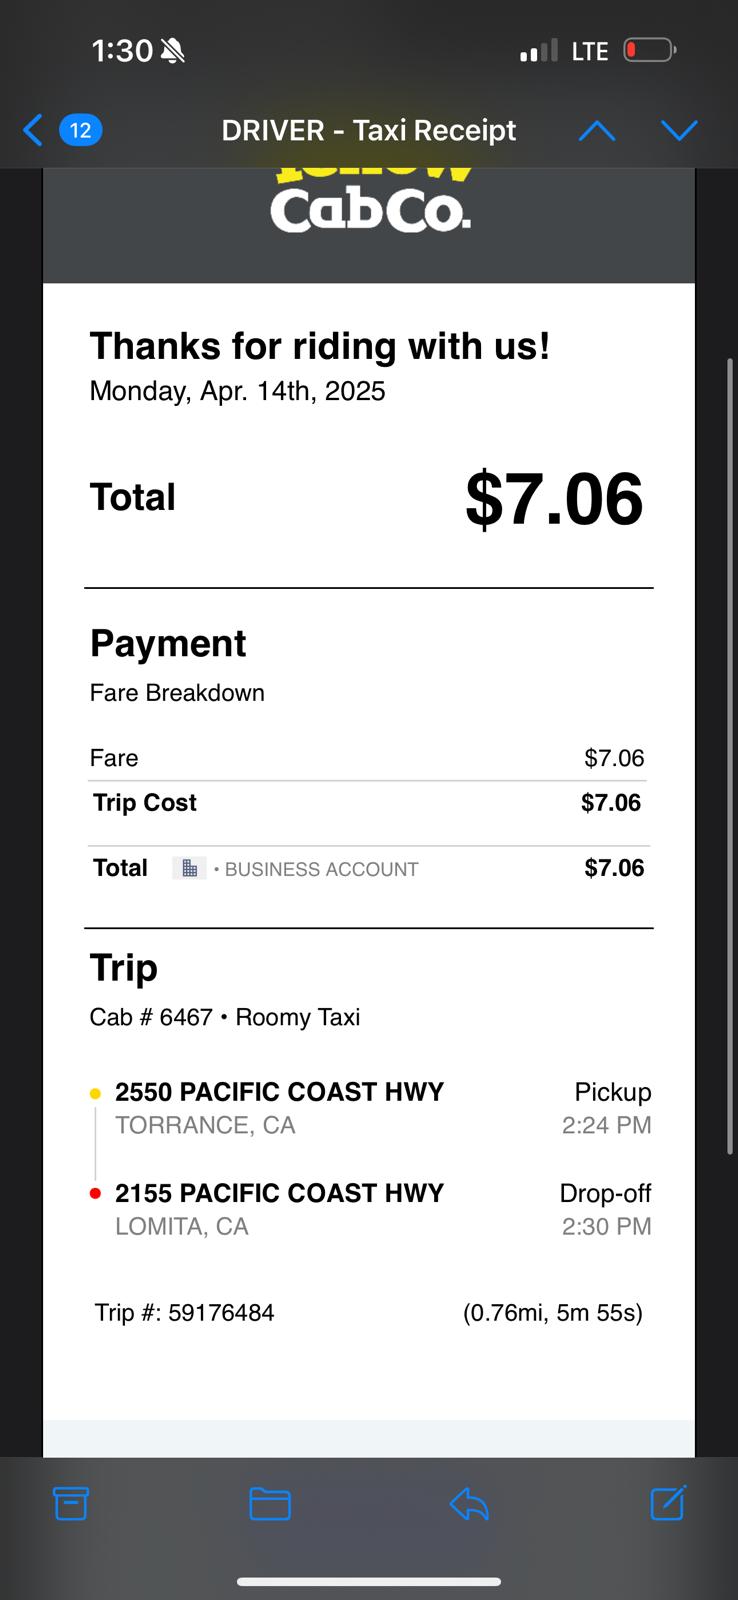 1:30
LTE
12
DRIVER - Taxi Receipt
Yellow
CabCo.
Thanks for riding with us!
Monday, Apr. 14th, 2025
Total $7.06
Payment
Fare Breakdown
Fare $7.06
Trip Cost $7.06
Total • BUSINESS ACCOUNT $7.06
Trip
Cab # 6467 • Roomy Taxi
2550 PACIFIC COAST HWY Pickup
TORRANCE, CA 2:24 PM
2155 PACIFIC COAST HWY Drop-off
LOMITA, CA 2:30 PM
Trip #: 59176484 (0.76mi, 5m 55s)